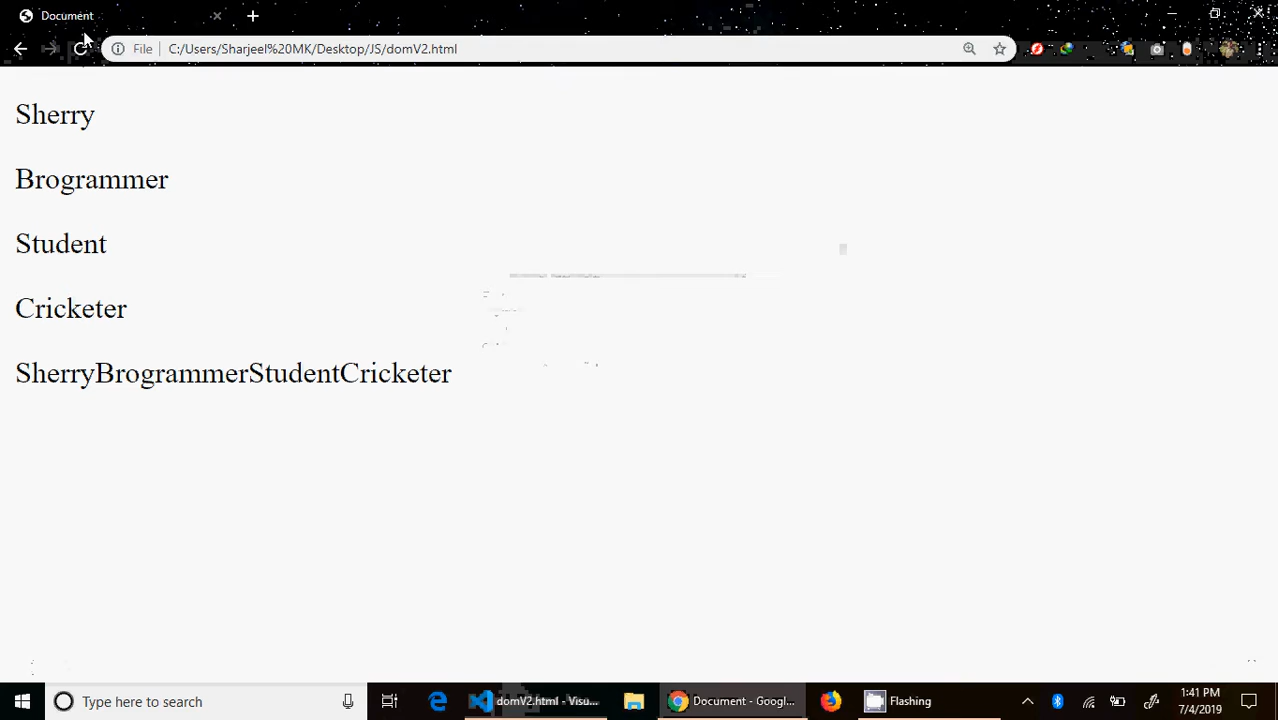 Document
File C:/Users/Sharjeel%20MK/Desktop/JS/domV2.html
Sherry
Brogrammer
Student
Cricketer
SherryBrogrammerStudentCricketer
Type here to search
domV2.html - Visu...
Document - Googl...
Flashing
1:41 PM
7/4/2019